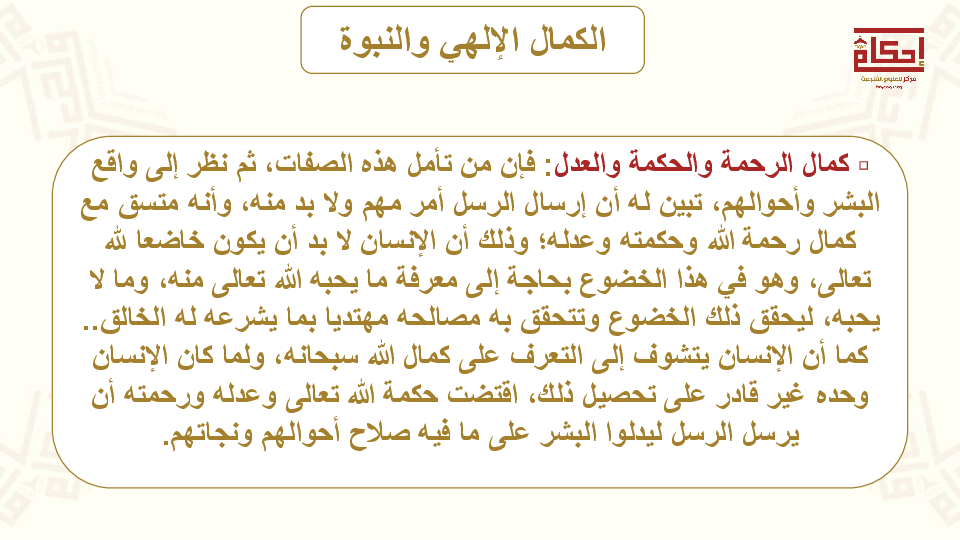 الكمال الإلهي والنبوة
إحكام
مركز للعلوم الشرعية
▫ كمال الرحمة والحكمة والعدل: فإن من تأمل هذه الصفات، ثم نظر إلى واقع
البشر وأحوالهم، تبين له أن إرسال الرسل أمر مهم ولا بد منه، وأنه متسق مع
كمال رحمة الله وحكمته وعدله؛ وذلك أن الإنسان لا بد أن يكون خاضعا لله
تعالى، وهو في هذا الخضوع بحاجة إلى معرفة ما يحبه الله تعالى منه، وما لا
يحبه، ليحقق ذلك الخضوع وتتحقق به مصالحه مهتديا بما يشرعه له الخالق..
كما أن الإنسان يتشوف إلى التعرف على كمال الله سبحانه، ولما كان الإنسان
وحده غير قادر على تحصيل ذلك، اقتضت حكمة الله تعالى وعدله ورحمته أن
يرسل الرسل ليدلوا البشر على ما فيه صلاح أحوالهم ونجاتهم.